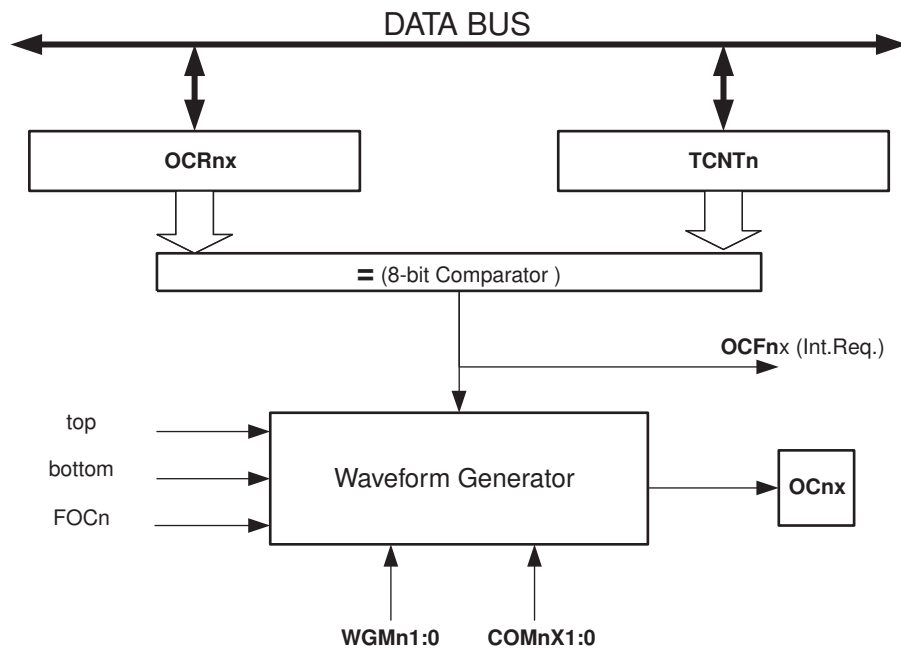 DATA BUS
OCRnx
TCNTn
= (8-bit Comparator )
OCFnx (Int.Req.)
top
bottom
FOCn
Waveform Generator
OCnx
WGMn1:0
COMnX1:0